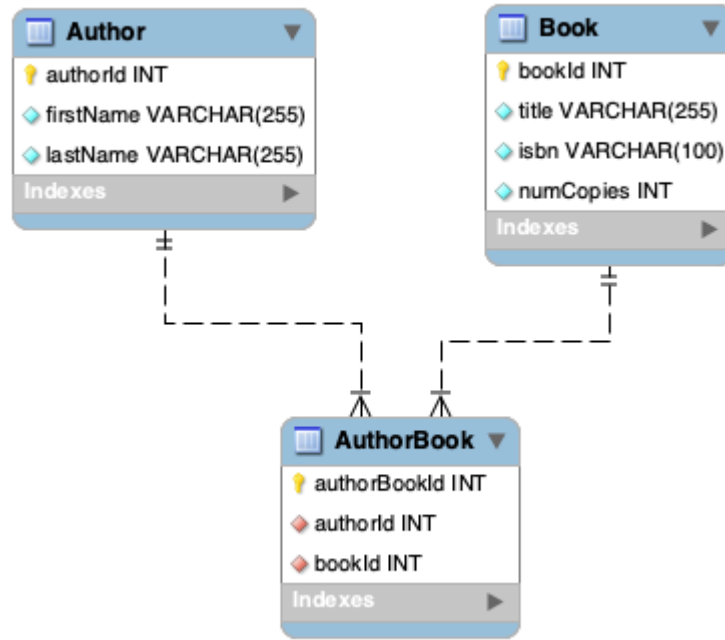 Author
authorId INT
firstName VARCHAR(255)
lastName VARCHAR(255)
Indexes
Book
bookId INT
title VARCHAR(255)
isbn VARCHAR(100)
numCopies INT
Indexes
AuthorBook
authorBookId INT
authorId INT
bookId INT
Indexes